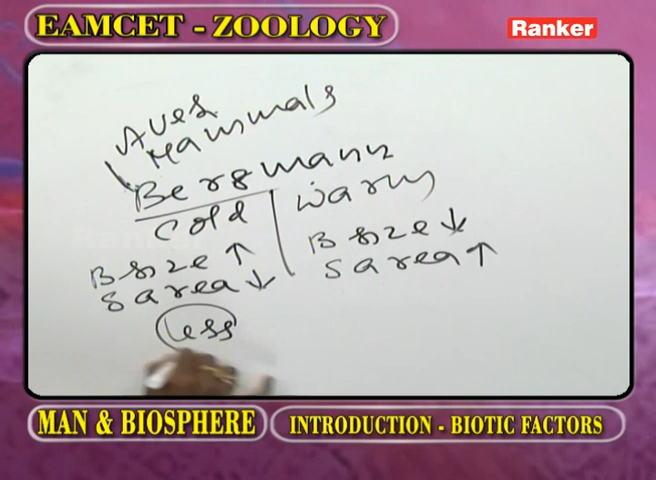 EAMCET - ZOOLOGY
Ranker
Aves
Mammals
Bergmann
Cold
Warm
B size ↑
S area ↓
B size ↓
S area ↑
less
MAN & BIOSPHERE
INTRODUCTION - BIOTIC FACTORS